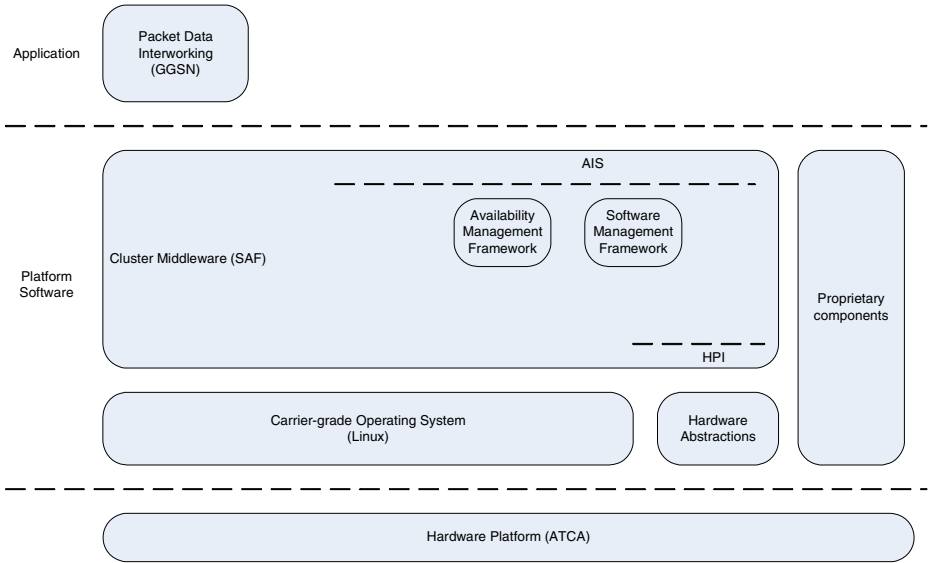 Application
Packet Data
Interworking
(GGSN)
AIS
Availability
Management
Framework
Software
Management
Framework
Cluster Middleware (SAF)
Platform
Software
Proprietary
components
HPI
Carrier-grade Operating System
(Linux)
Hardware
Abstractions
Hardware Platform (ATCA)